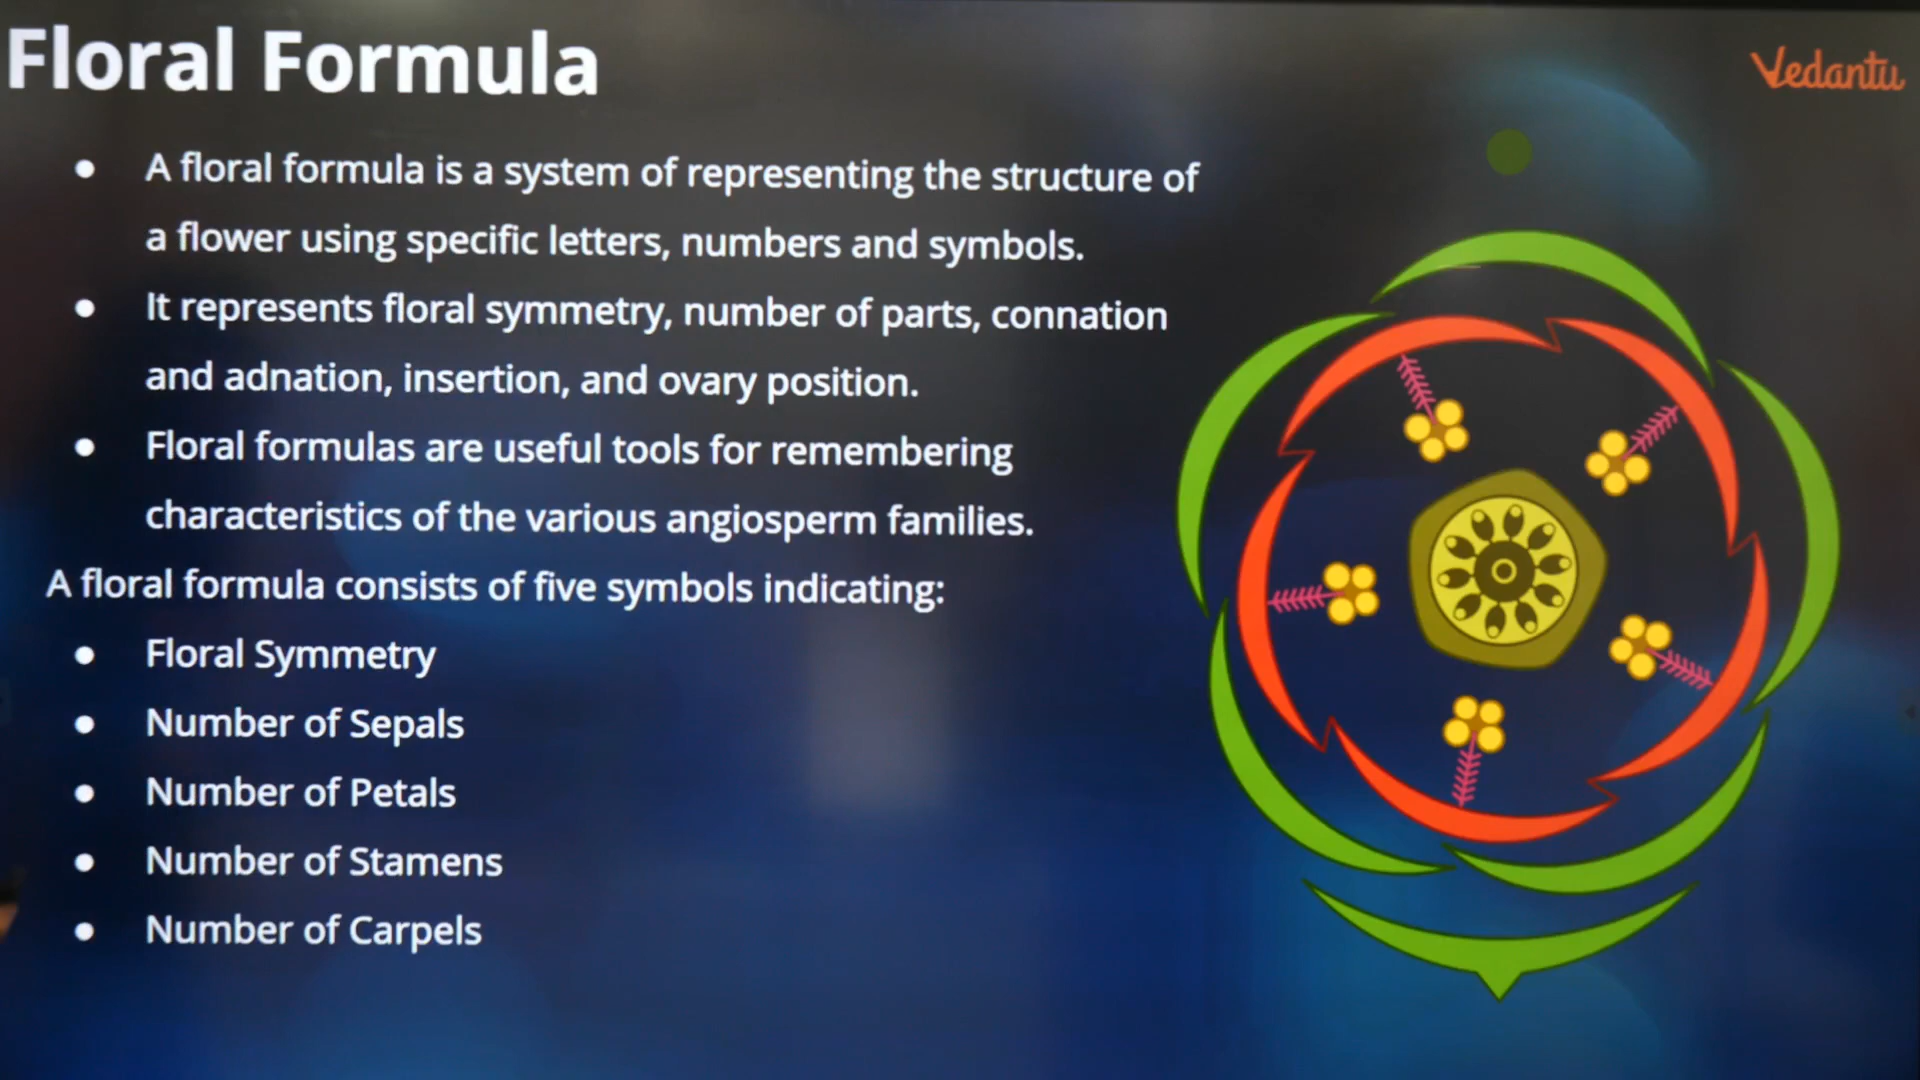 Floral Formula
Vedantu
● A floral formula is a system of representing the structure of
a flower using specific letters, numbers and symbols.
● It represents floral symmetry, number of parts, connation
and adnation, insertion, and ovary position.
● Floral formulas are useful tools for remembering
characteristics of the various angiosperm families.
A floral formula consists of five symbols indicating:
● Floral Symmetry
● Number of Sepals
● Number of Petals
● Number of Stamens
● Number of Carpels